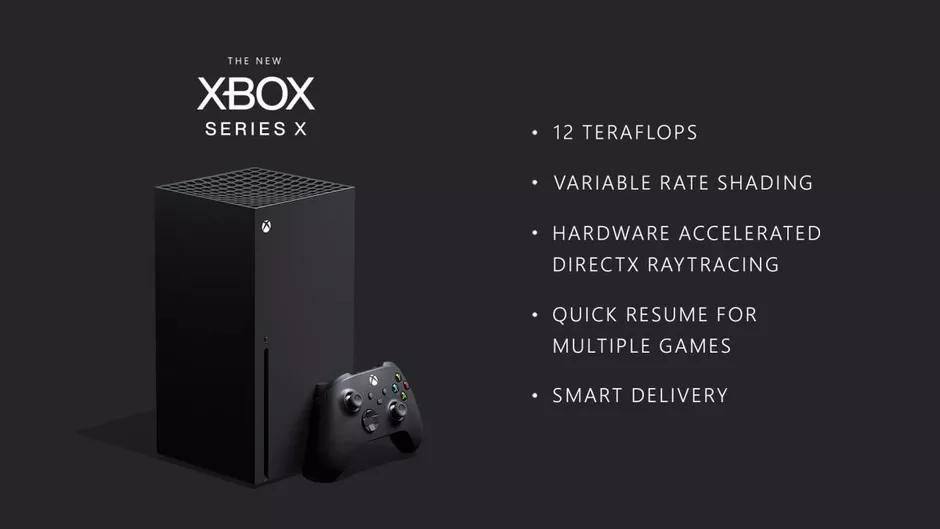 THE NEW
XBOX
SERIES X
• 12 TERAFLOPS
• VARIABLE RATE SHADING
• HARDWARE ACCELERATED
DIRECTX RAYTRACING
• QUICK RESUME FOR
MULTIPLE GAMES
• SMART DELIVERY